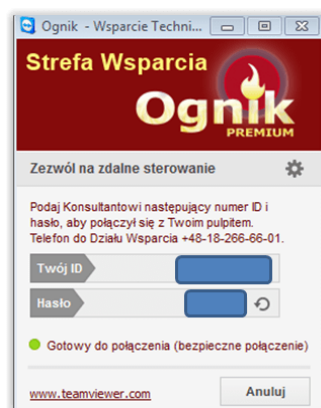 Ognik - Wsparcie Techni...
Strefa Wsparcia
Ognik
PREMIUM
Zezwól na zdalne sterowanie
Podaj Konsultantowi następujący numer ID i
hasło, aby połączył się z Twoim pulpitem.
Telefon do Działu Wsparcia +48-18-266-66-01.
Twój ID
Hasło
Gotowy do połączenia (bezpieczne połączenie)
www.teamviewer.com
Anuluj